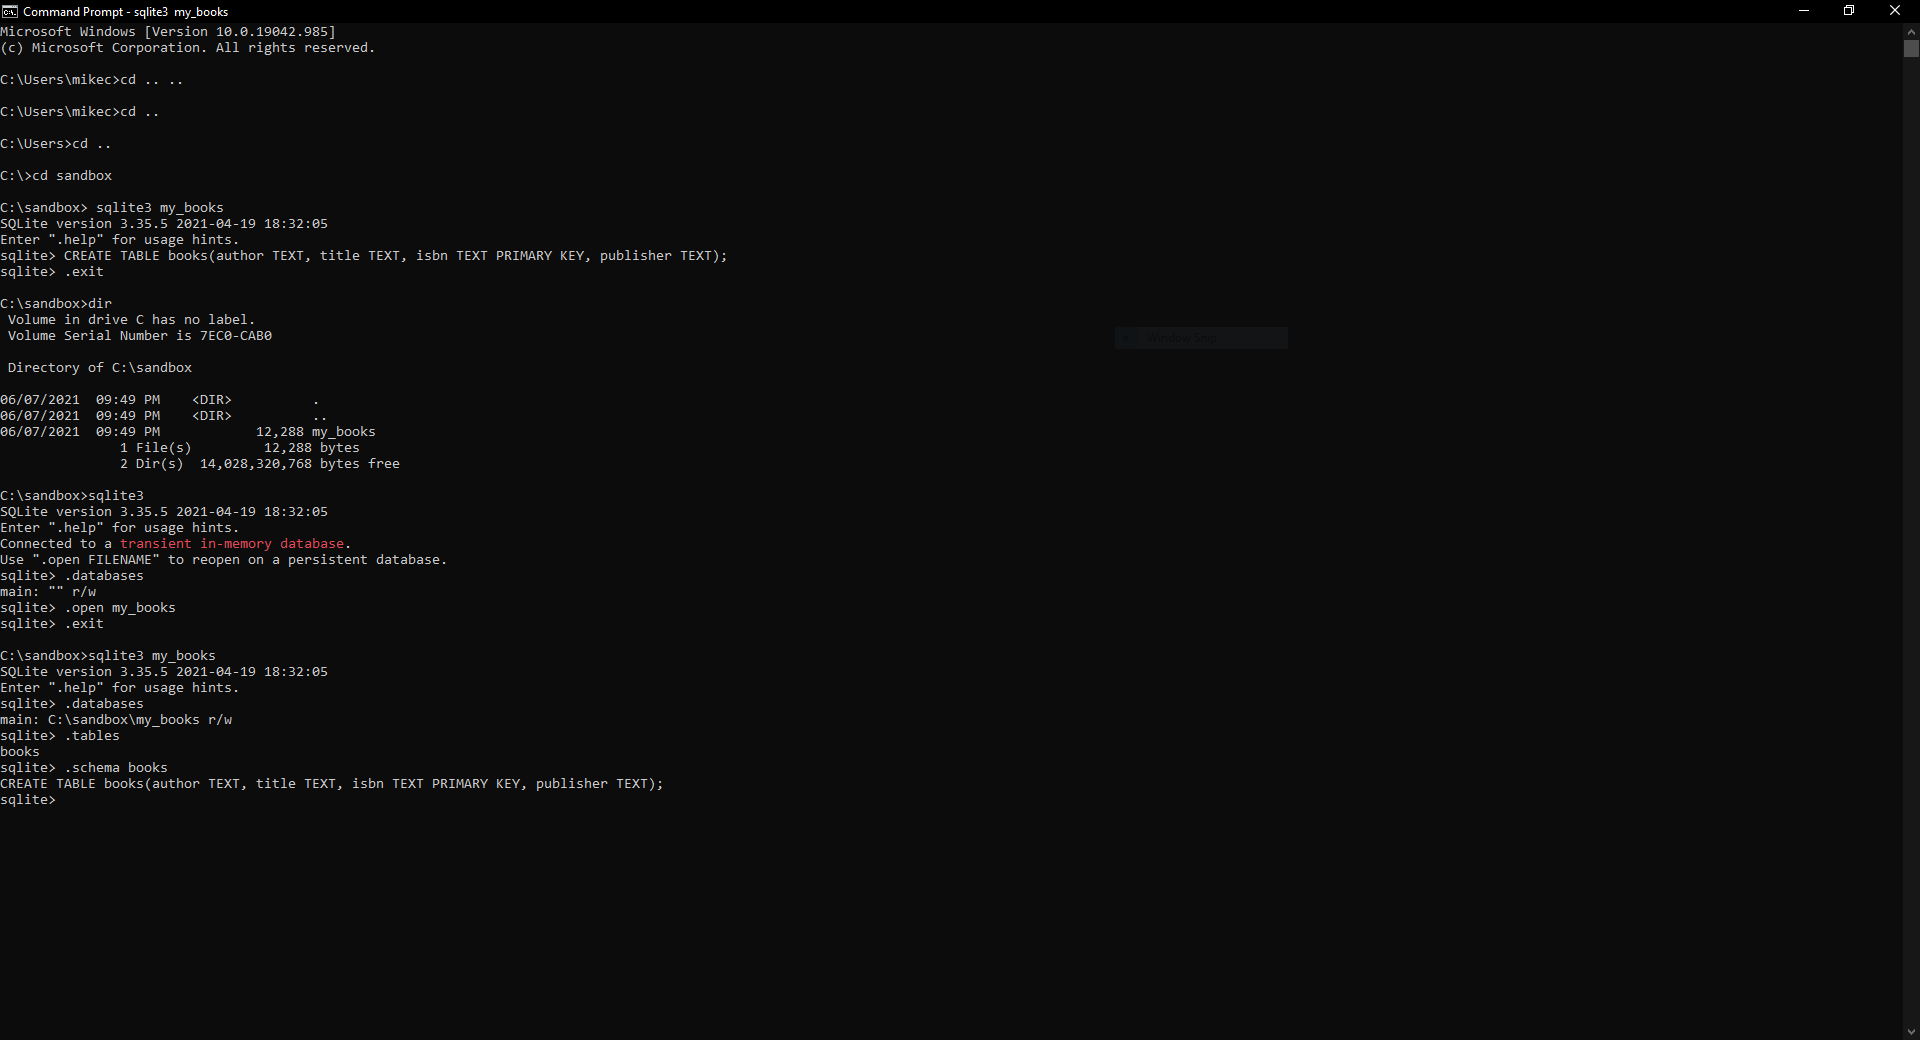 Command Prompt - sqlite3  my_books
Microsoft Windows [Version 10.0.19042.985]
(c) Microsoft Corporation. All rights reserved.
C:\Users\mikec>cd .. ..
C:\Users\mikec>cd ..
C:\Users>cd ..
C:\>cd sandbox
C:\sandbox> sqlite3 my_books
SQLite version 3.35.5 2021-04-19 18:32:05
Enter ".help" for usage hints.
sqlite> CREATE TABLE books(author TEXT, title TEXT, isbn TEXT PRIMARY KEY, publisher TEXT);
sqlite> .exit
C:\sandbox>dir
 Volume in drive C has no label.
 Volume Serial Number is 7EC0-CAB0
 Directory of C:\sandbox
06/07/2021  09:49 PM    <DIR>          .
06/07/2021  09:49 PM    <DIR>          ..
06/07/2021  09:49 PM            12,288 my_books
               1 File(s)         12,288 bytes
               2 Dir(s)  14,028,320,768 bytes free
C:\sandbox>sqlite3
SQLite version 3.35.5 2021-04-19 18:32:05
Enter ".help" for usage hints.
Connected to a transient in-memory database.
Use ".open FILENAME" to reopen on a persistent database.
sqlite> .databases
main: "" r/w
sqlite> .open my_books
sqlite> .exit
C:\sandbox>sqlite3 my_books
SQLite version 3.35.5 2021-04-19 18:32:05
Enter ".help" for usage hints.
sqlite> .databases
main: C:\sandbox\my_books r/w
sqlite> .tables
books
sqlite> .schema books
CREATE TABLE books(author TEXT, title TEXT, isbn TEXT PRIMARY KEY, publisher TEXT);
sqlite>
Window Snip